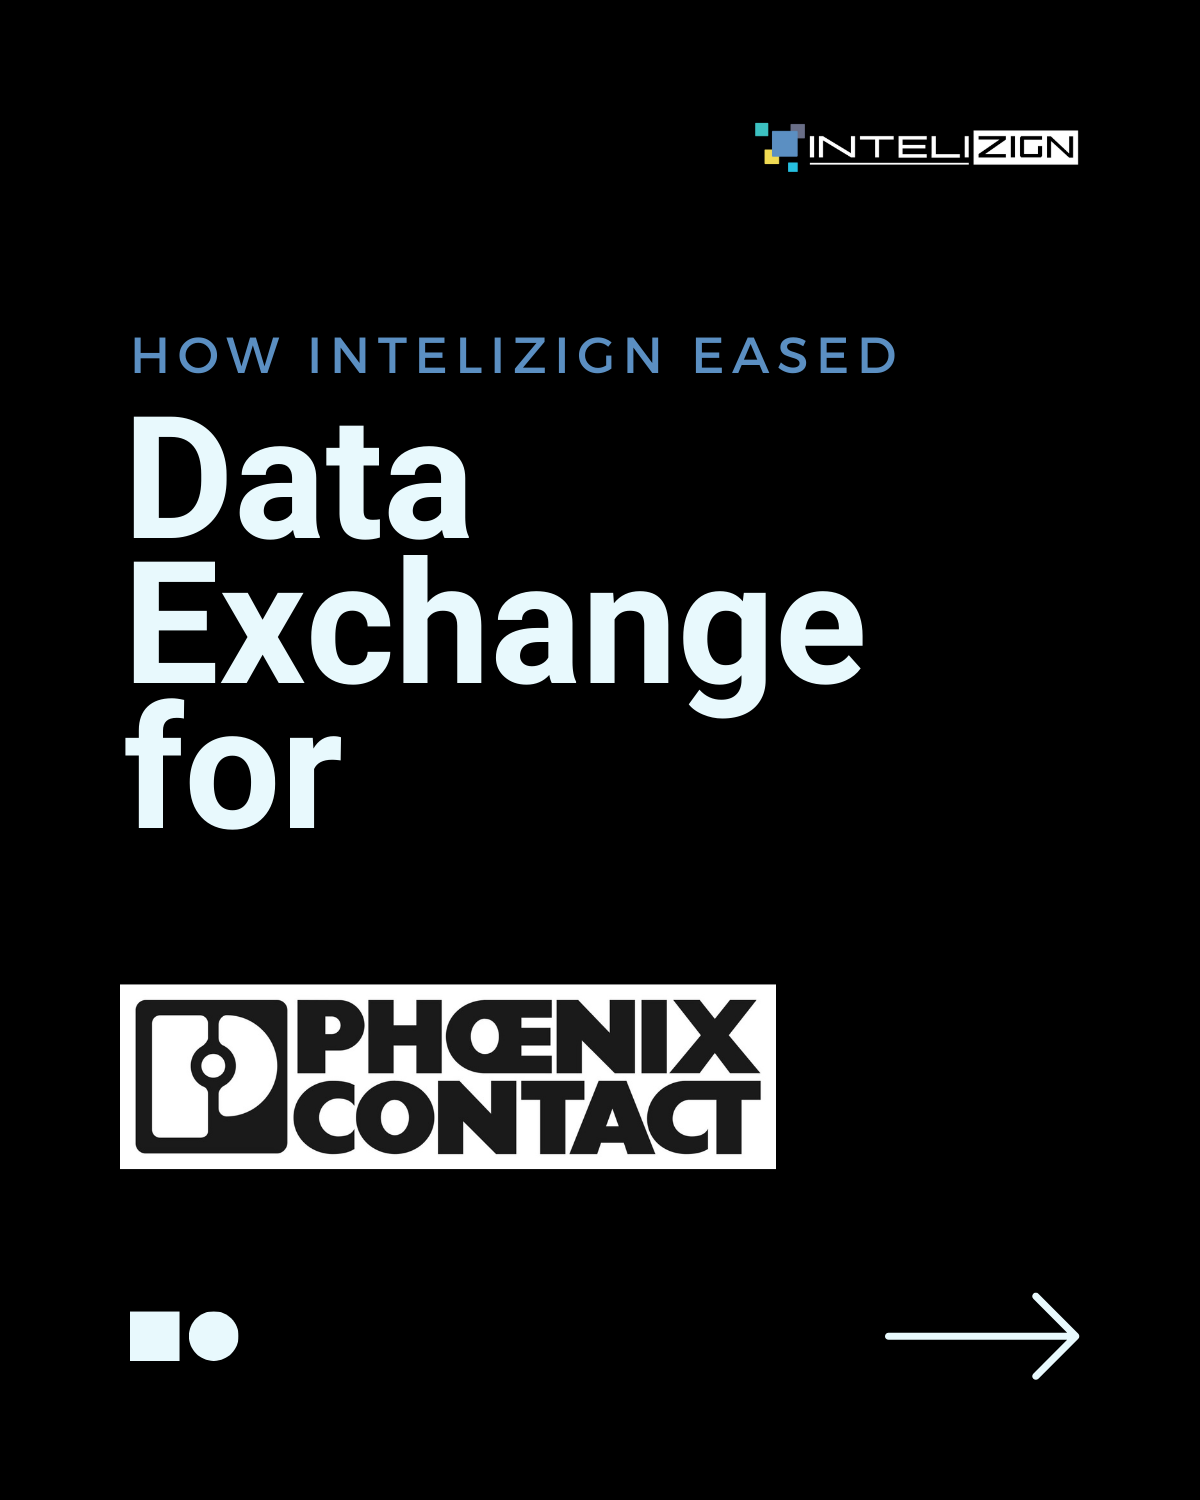 INTELIZIGN
HOW INTELIZIGN EASED
Data
Exchange
for
PHŒNIX
CONTACT